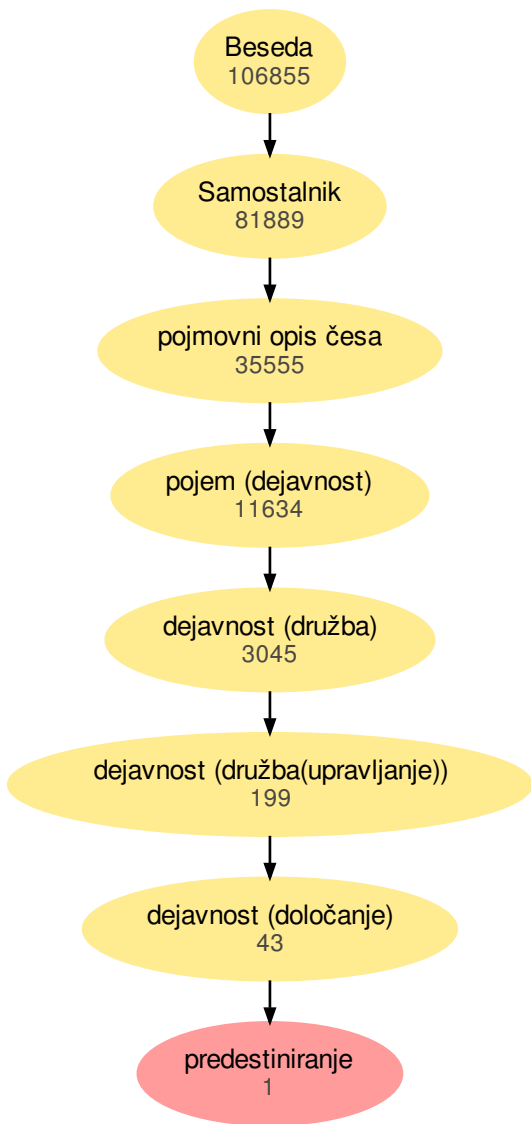 Beseda
106855
Samostalnik
81889
pojmovni opis česa
35555
pojem (dejavnost)
11634
dejavnost (družba)
3045
dejavnost (družba(upravljanje))
199
dejavnost (določanje)
43
predestiniranje
1